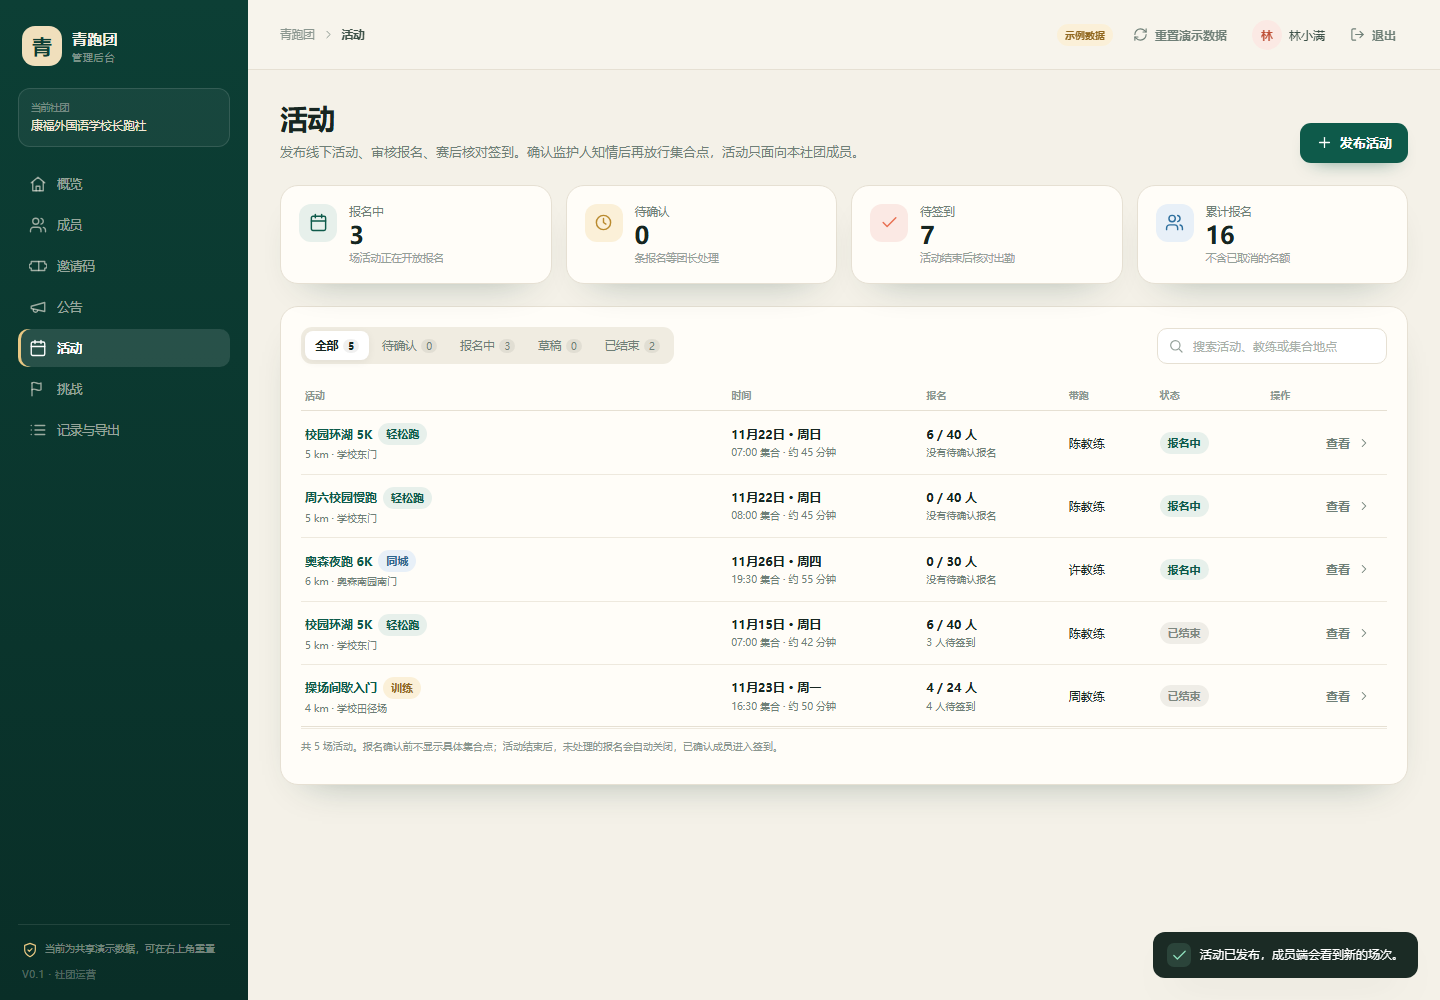 青
青跑团
管理后台
当前社团
康福外国语学校长跑社
概览
成员
邀请码
公告
活动
挑战
记录与导出
当前为共享演示数据，可在右上角重置
V0.1 · 社团运营
青跑团 > 活动
示例数据
重置演示数据
林 林小满
退出
活动
发布线下活动、审核报名、赛后核对签到。确认监护人知情后再放行集合点，活动只面向本社团成员。
发布活动
报名中
3
场活动正在开放报名
待确认
0
条报名等团长处理
待签到
7
活动结束后核对出勤
累计报名
16
不含已取消的名额
全部 5 待确认 0 报名中 3 草稿 0 已结束 2
搜索活动、教练或集合地点
活动 时间 报名 带跑 状态 操作
校园环湖 5K 轻松跑 11月22日 • 周日 6 / 40 人 陈教练 报名中 查看
5 km · 学校东门 07:00 集合 · 约 45 分钟 没有待确认报名
周六校园慢跑 轻松跑 11月22日 • 周日 0 / 40 人 陈教练 报名中 查看
5 km · 学校东门 08:00 集合 · 约 45 分钟 没有待确认报名
奥森夜跑 6K 同城 11月26日 • 周四 0 / 30 人 许教练 报名中 查看
6 km · 奥森南园南门 19:30 集合 · 约 55 分钟 没有待确认报名
校园环湖 5K 轻松跑 11月15日 • 周日 6 / 40 人 陈教练 已结束 查看
5 km · 学校东门 07:00 集合 · 约 42 分钟 3 人待签到
操场间歇入门 训练 11月23日 • 周一 4 / 24 人 周教练 已结束 查看
4 km · 学校田径场 16:30 集合 · 约 50 分钟 4 人待签到
共 5 场活动。报名确认前不显示具体集合点；活动结束后，未处理的报名会自动关闭，已确认成员进入签到。
活动已发布，成员端会看到新的场次。